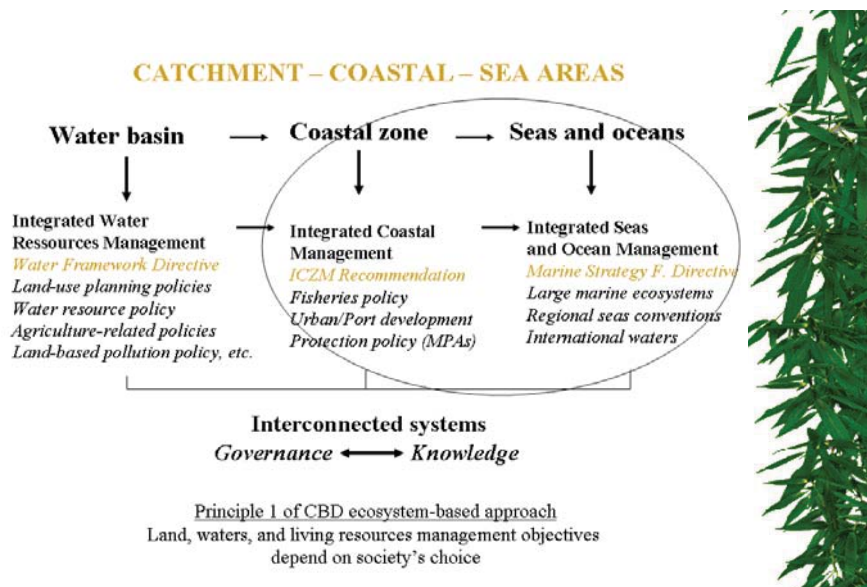 CATCHMENT – COASTAL – SEA AREAS
Water basin
Coastal zone
Seas and oceans
Integrated Water
Ressources Management
Water Framework Directive
Land-use planning policies
Water resource policy
Agriculture-related policies
Land-based pollution policy, etc.
Integrated Coastal
Management
ICZM Recommendation
Fisheries policy
Urban/Port development
Protection policy (MPAs)
Integrated Seas
and Ocean Management
Marine Strategy F. Directive
Large marine ecosystems
Regional seas conventions
International waters
Interconnected systems
Governance
Knowledge
Principle 1 of CBD ecosystem-based approach
Land, waters, and living resources management objectives
depend on society's choice